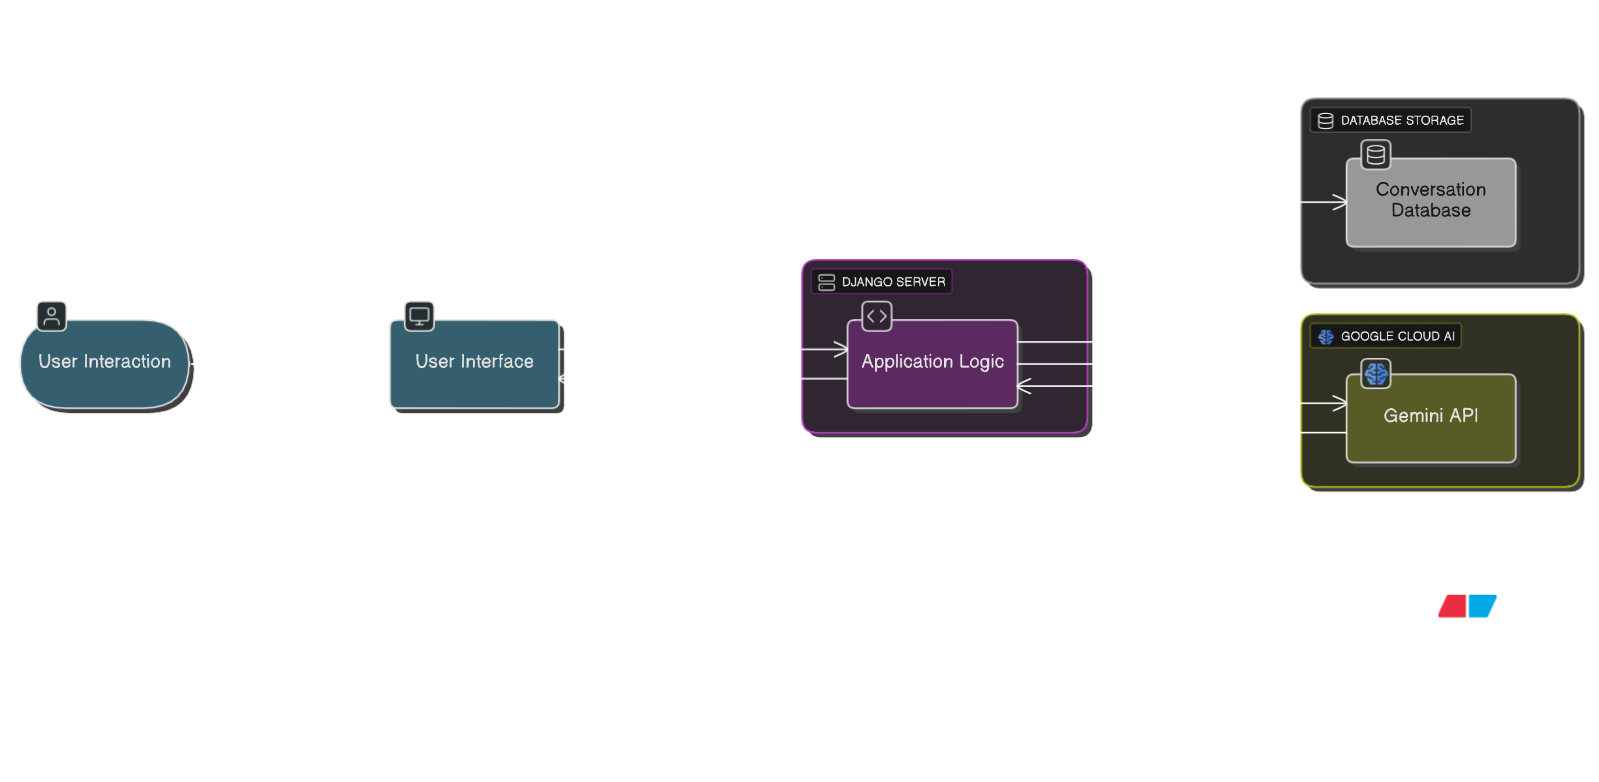 User Interaction
User Interface
DJANGO SERVER
Application Logic
DATABASE STORAGE
Conversation
Database
GOOGLE CLOUD AI
Gemini API